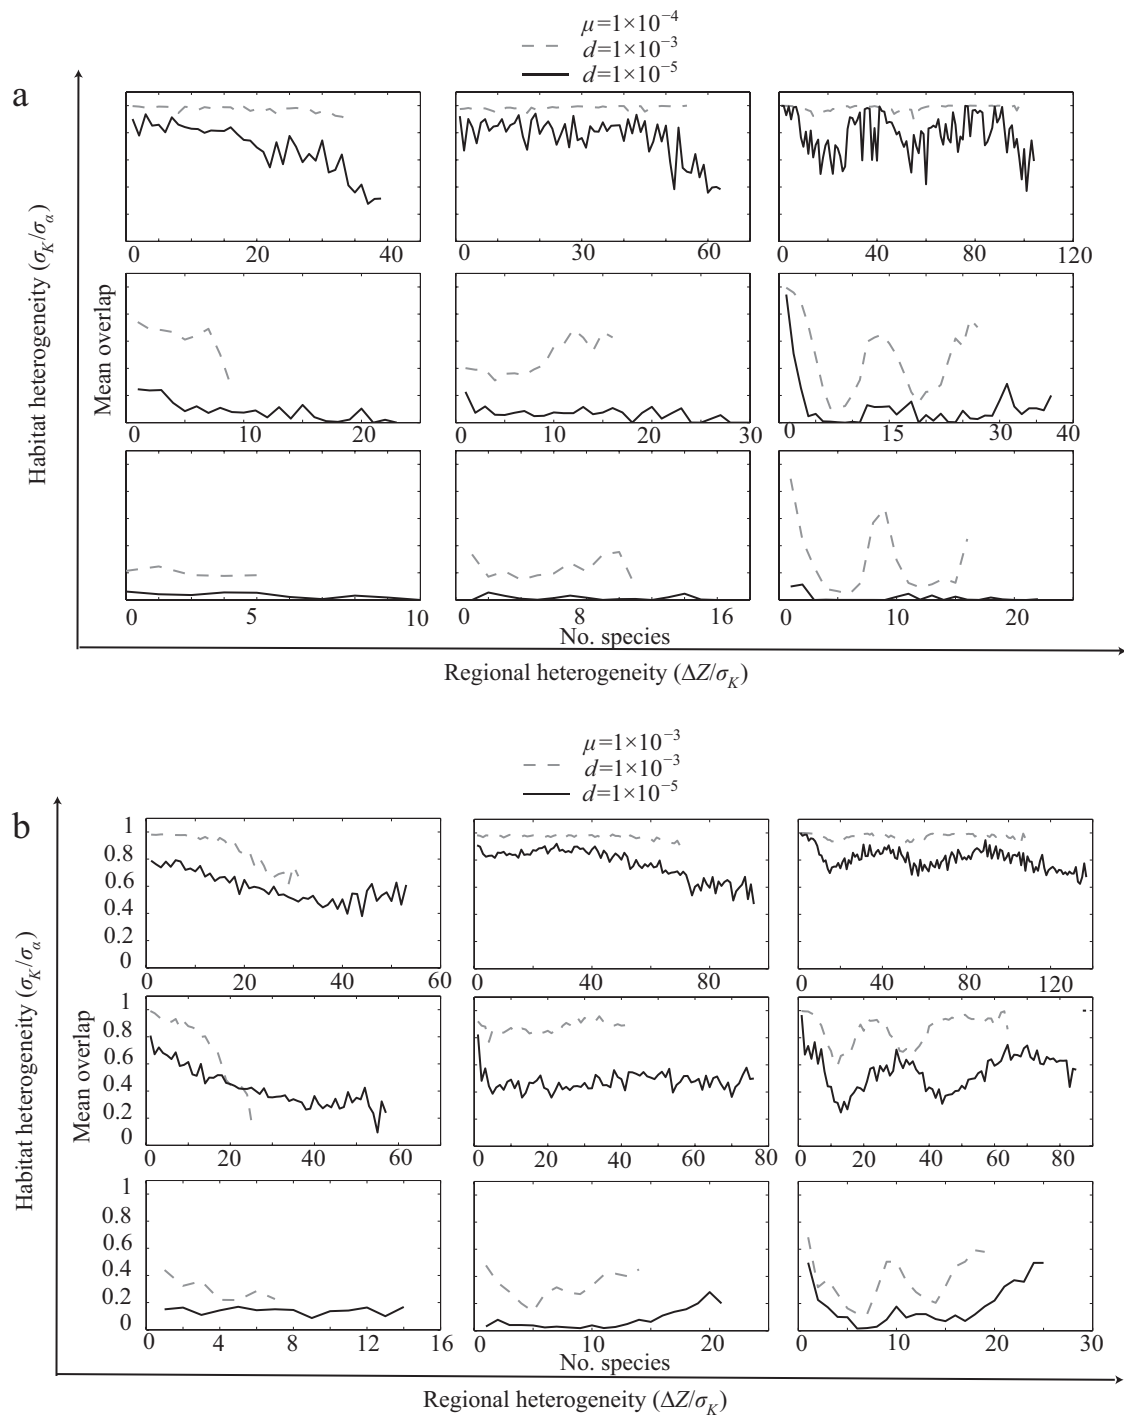 μ=1×10⁻⁴
d=1×10⁻³
d=1×10⁻⁵
a
Habitat heterogeneity (σ_K/σ_α)
Mean overlap
0 20 40
0 30 60
0 40 80 120
0 10 20
0 10 20 30
0 15 30 40
0 5 10
0 8 16
0 10 20
No. species
Regional heterogeneity (ΔZ/σ_K)
μ=1×10⁻³
d=1×10⁻³
d=1×10⁻⁵
b
Habitat heterogeneity (σ_K/σ_α)
Mean overlap
1
0.8
0.6
0.4
0.2
0
0 20 40 60
0 40 80
0 40 80 120
1
0.8
0.6
0.4
0.2
0
0 20 40 60
0 20 40 60 80
0 20 40 60 80
1
0.8
0.6
0.4
0.2
0
0 4 8 12 16
0 10 20
0 10 20 30
No. species
Regional heterogeneity (ΔZ/σ_K)